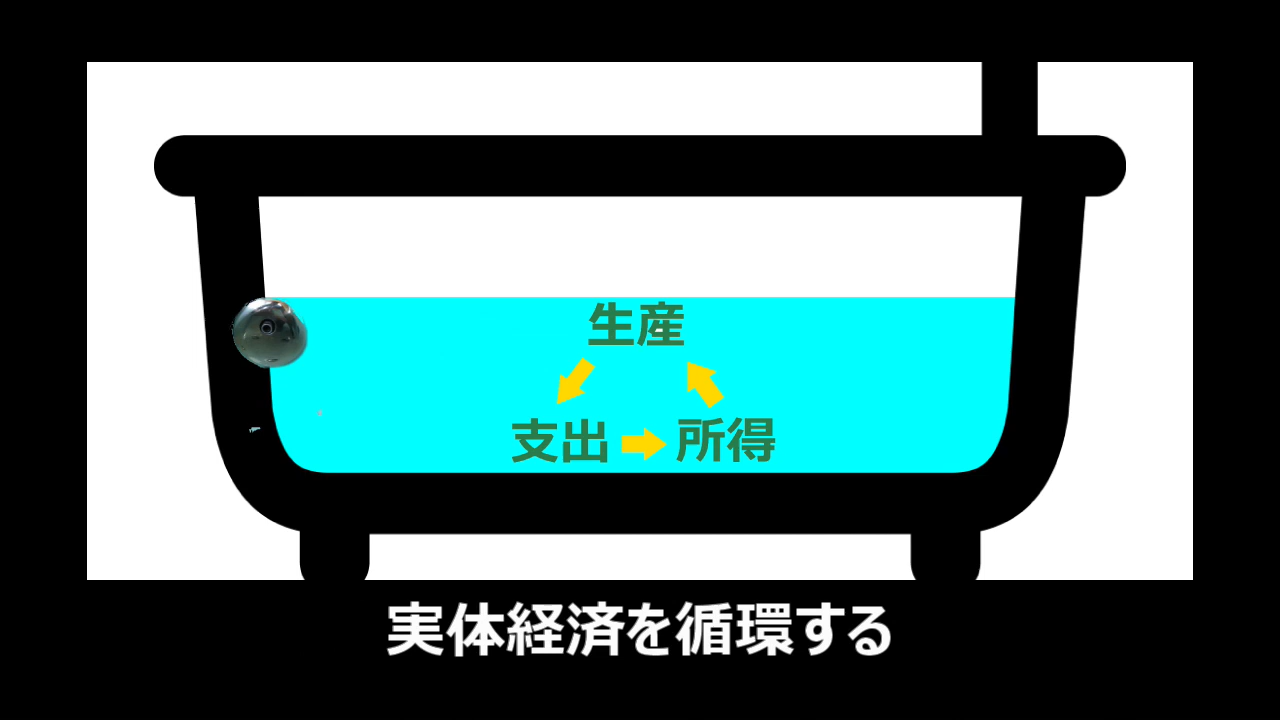 生産
支出
所得
実体経済を循環する